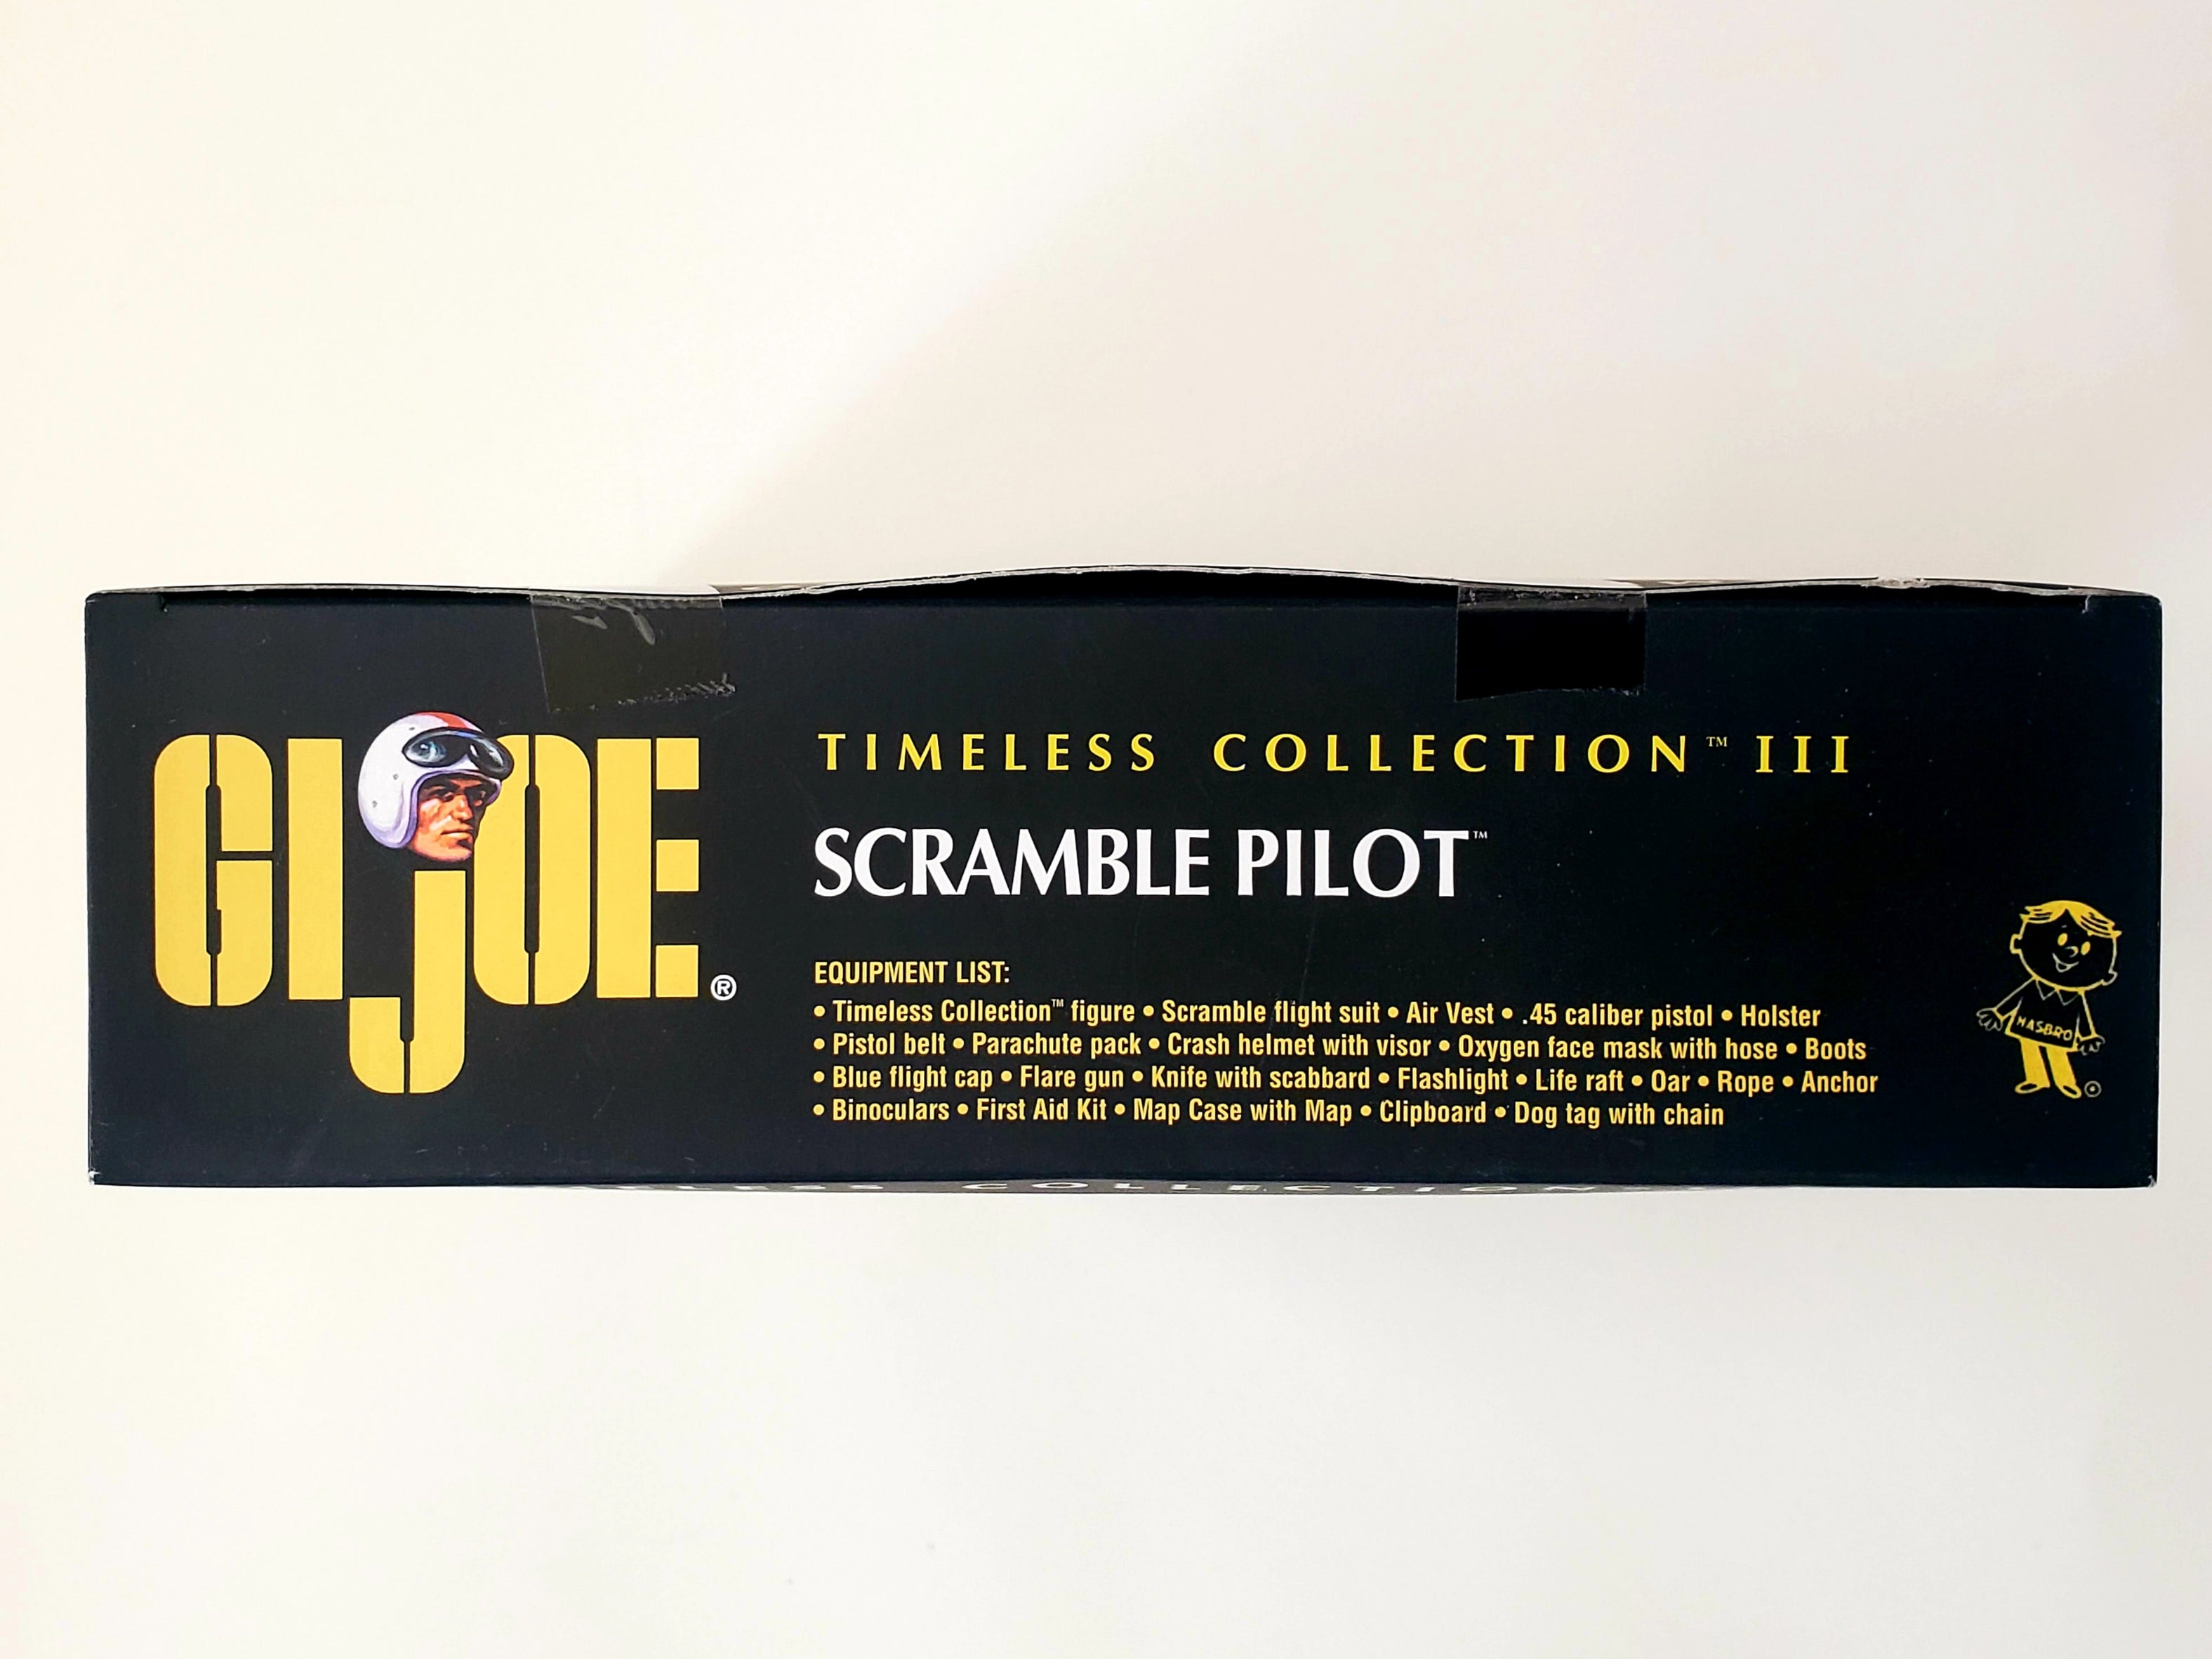 GIJOE®
TIMELESS COLLECTION™ III
SCRAMBLE PILOT™
EQUIPMENT LIST:
• Timeless Collection™ figure • Scramble flight suit • Air Vest • .45 caliber pistol • Holster
• Pistol belt • Parachute pack • Crash helmet with visor • Oxygen face mask with hose • Boots
• Blue flight cap • Flare gun • Knife with scabbard • Flashlight • Life raft • Oar • Rope • Anchor
• Binoculars • First Aid Kit • Map Case with Map • Clipboard • Dog tag with chain
HASBRO
COLLECTION